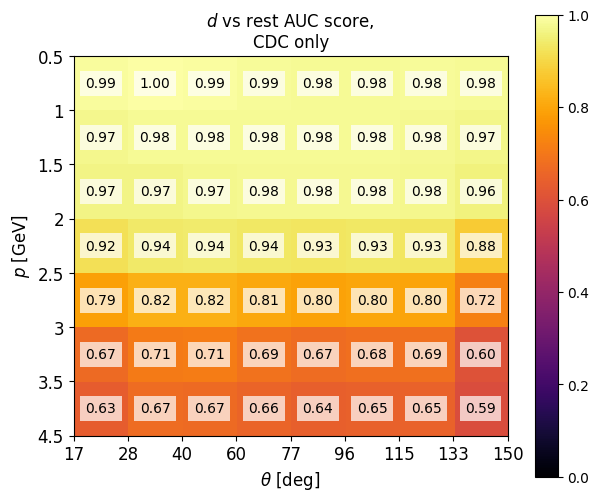 d vs rest AUC score,
CDC only
0.5
1
1.5
2
2.5
3
3.5
4.5
p [GeV]
0.99 1.00 0.99 0.99 0.98 0.98 0.98 0.98
0.97 0.98 0.98 0.98 0.98 0.98 0.98 0.97
0.97 0.97 0.97 0.98 0.98 0.98 0.98 0.96
0.92 0.94 0.94 0.94 0.93 0.93 0.93 0.88
0.79 0.82 0.82 0.81 0.80 0.80 0.80 0.72
0.67 0.71 0.71 0.69 0.67 0.68 0.69 0.60
0.63 0.67 0.67 0.66 0.64 0.65 0.65 0.59
17 28 40 60 77 96 115 133 150
θ [deg]
1.0
0.8
0.6
0.4
0.2
0.0